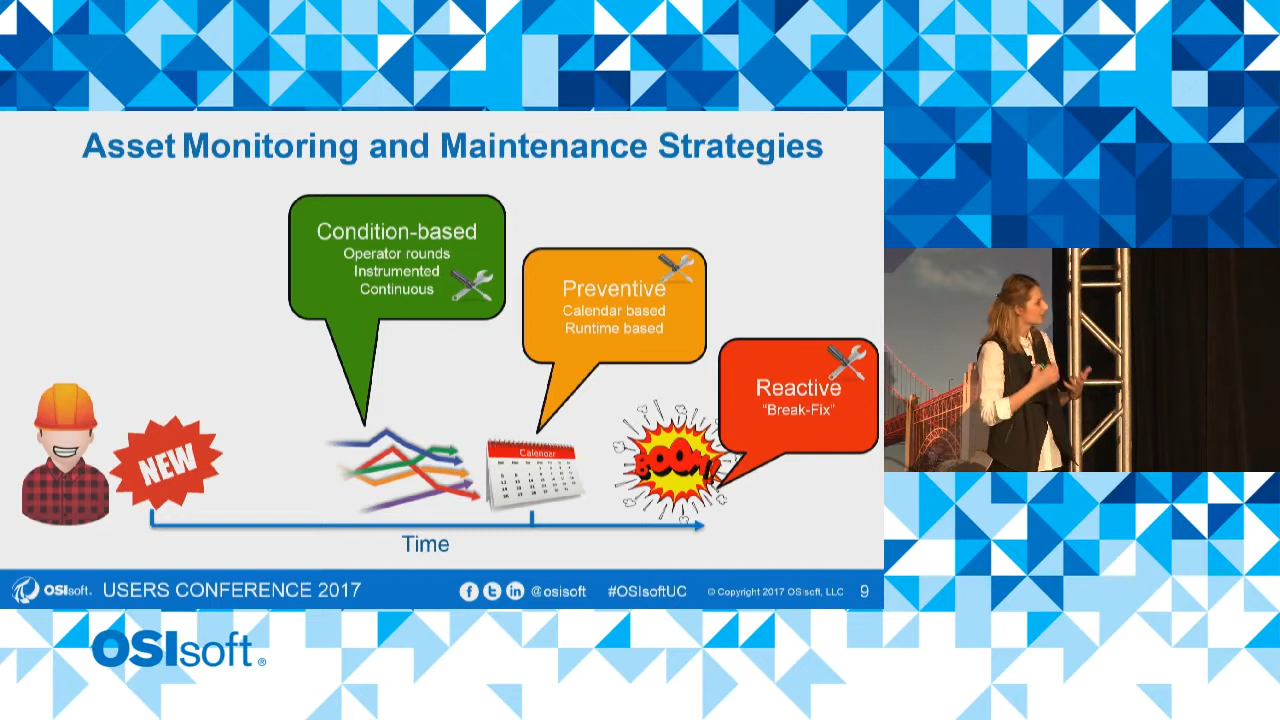 Asset Monitoring and Maintenance Strategies
Condition-based
Operator rounds
Instrumented
Continuous
Preventive
Calendar based
Runtime based
Reactive
"Break-Fix"
NEW
Calendar
BOOM!
Time
OSIsoft. USERS CONFERENCE 2017
@osisoft
#OSIsoftUC
© Copyright 2017 OSIsoft, LLC
9
OSIsoft®